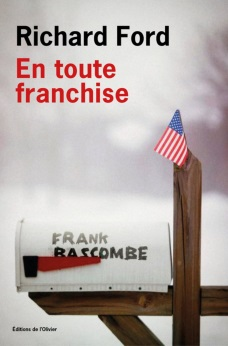 Richard Ford
En toute
franchise
FRANK
BASCOMBE
Éditions de l'Olivier